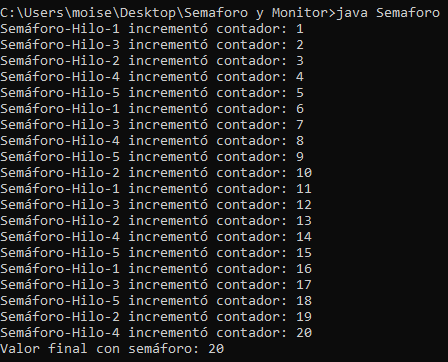 C:\Users\moise\Desktop\Semaforo y Monitor>java Semaforo
Semáforo-Hilo-1 incrementó contador: 1
Semáforo-Hilo-3 incrementó contador: 2
Semáforo-Hilo-2 incrementó contador: 3
Semáforo-Hilo-4 incrementó contador: 4
Semáforo-Hilo-5 incrementó contador: 5
Semáforo-Hilo-1 incrementó contador: 6
Semáforo-Hilo-3 incrementó contador: 7
Semáforo-Hilo-4 incrementó contador: 8
Semáforo-Hilo-5 incrementó contador: 9
Semáforo-Hilo-2 incrementó contador: 10
Semáforo-Hilo-1 incrementó contador: 11
Semáforo-Hilo-3 incrementó contador: 12
Semáforo-Hilo-2 incrementó contador: 13
Semáforo-Hilo-4 incrementó contador: 14
Semáforo-Hilo-5 incrementó contador: 15
Semáforo-Hilo-1 incrementó contador: 16
Semáforo-Hilo-3 incrementó contador: 17
Semáforo-Hilo-5 incrementó contador: 18
Semáforo-Hilo-2 incrementó contador: 19
Semáforo-Hilo-4 incrementó contador: 20
Valor final con semáforo: 20